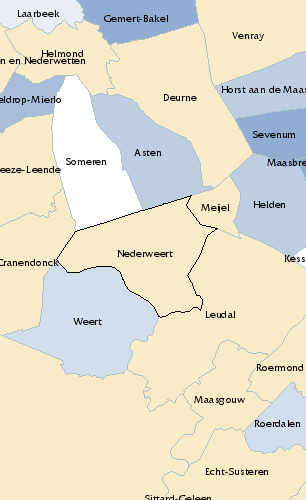 Laarbeek
Gemert-Bakel
Venray
Helmond
en Nederwetten
Horst aan de Maas
Deurne
eldrop-Mierlo
Sevenum
Asten
Someren
Maasbre
eeze-Leende
Helden
Meijel
Nederweert
Cranendonck
Kess
Leudal
Weert
Roermond
Maasgouw
Roerdalen
Echt-Susteren
Sittard-Geleen